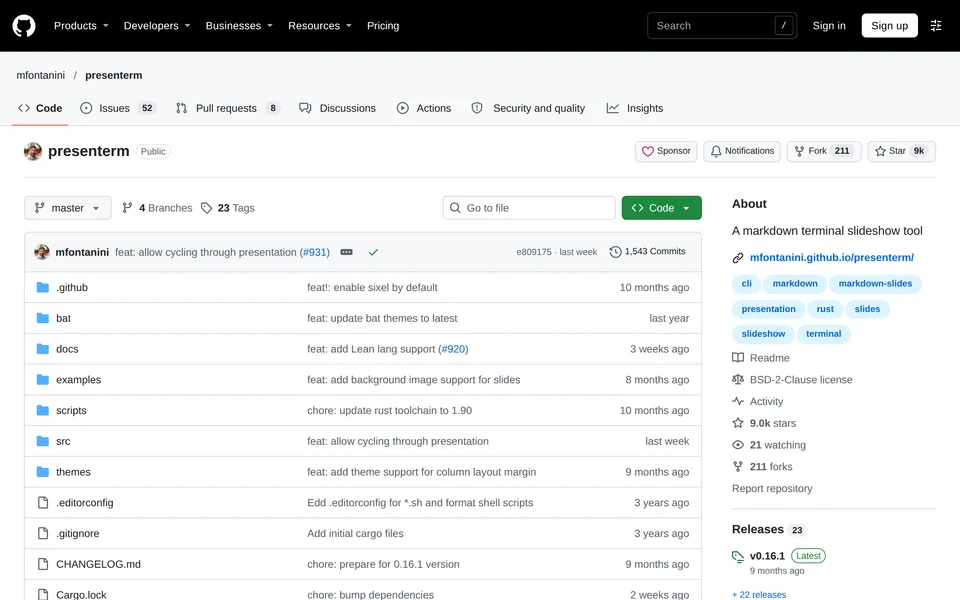 Products Developers Businesses Resources Pricing Search / Sign in Sign up
mfontanini / presenterm
Code Issues 52 Pull requests 8 Discussions Actions Security and quality Insights
presenterm Public Sponsor Notifications Fork 211 Star 9k
master 4 Branches 23 Tags Go to file Code
mfontanini feat: allow cycling through presentation (#931) e809175 · last week 1,543 Commits
.github feat!: enable sixel by default 10 months ago
bat feat: update bat themes to latest last year
docs feat: add Lean lang support (#920) 3 weeks ago
examples feat: add background image support for slides 8 months ago
scripts chore: update rust toolchain to 1.90 10 months ago
src feat: allow cycling through presentation last week
themes feat: add theme support for column layout margin 9 months ago
.editorconfig Edd .editorconfig for *.sh and format shell scripts 3 years ago
.gitignore Add initial cargo files 3 years ago
CHANGELOG.md chore: prepare for 0.16.1 version 9 months ago
Cargo.lock chore: bump dependencies 2 weeks ago
About
A markdown terminal slideshow tool
mfontanini.github.io/presenterm/
cli markdown markdown-slides
presentation rust slides
slideshow terminal
Readme
BSD-2-Clause license
Activity
9.0k stars
21 watching
211 forks
Report repository
Releases 23
v0.16.1 Latest
9 months ago
+ 22 releases